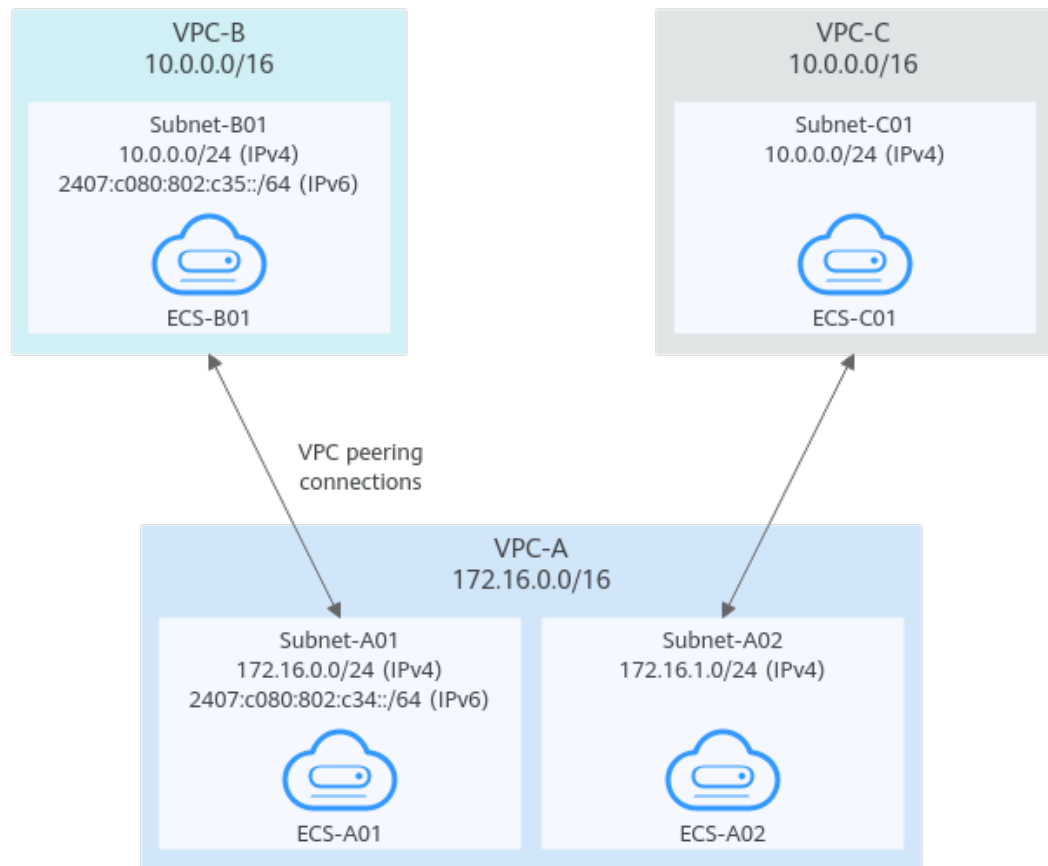 VPC-B
10.0.0.0/16
Subnet-B01
10.0.0.0/24 (IPv4)
2407:c080:802:c35::/64 (IPv6)
ECS-B01
VPC-C
10.0.0.0/16
Subnet-C01
10.0.0.0/24 (IPv4)
ECS-C01
VPC peering
connections
VPC-A
172.16.0.0/16
Subnet-A01
172.16.0.0/24 (IPv4)
2407:c080:802:c34::/64 (IPv6)
ECS-A01
Subnet-A02
172.16.1.0/24 (IPv4)
ECS-A02